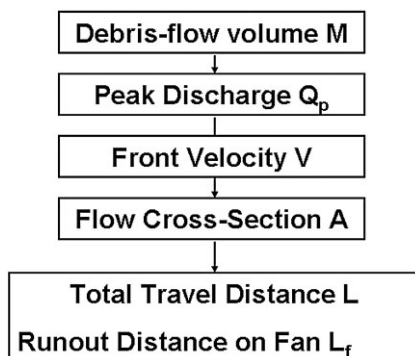 Debris-flow volume M
Peak Discharge Qp
Front Velocity V
Flow Cross-Section A
Total Travel Distance L
Runout Distance on Fan Lf